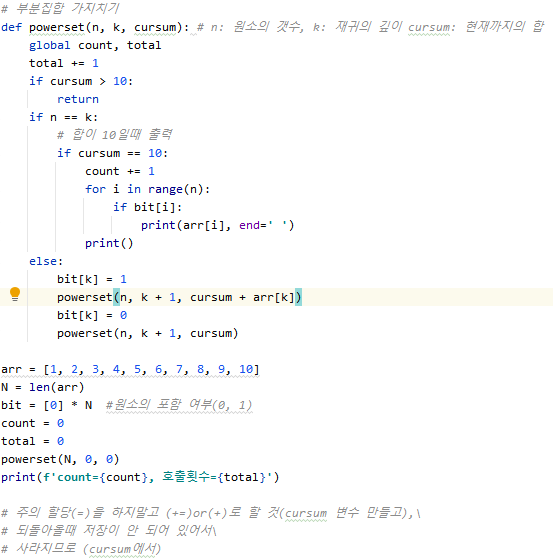 # 부분집합 가지치기
def powerset(n, k, cursum): # n: 원소의 갯수, k: 재귀의 깊이 cursum: 현재까지의 합
    global count, total
    total += 1
    if cursum > 10:
        return
    if n == k:
        # 합이 10일때 출력
        if cursum == 10:
            count += 1
            for i in range(n):
                if bit[i]:
                    print(arr[i], end=' ')
            print()
    else:
        bit[k] = 1
        powerset(n, k + 1, cursum + arr[k])
        bit[k] = 0
        powerset(n, k + 1, cursum)
arr = [1, 2, 3, 4, 5, 6, 7, 8, 9, 10]
N = len(arr)
bit = [0] * N  #원소의 포함 여부(0, 1)
count = 0
total = 0
powerset(N, 0, 0)
print(f'count={count}, 호출횟수={total}')
# 주의 할당(=)을 하지말고 (+=)or(+)로 할 것(cursum 변수 만들고),\
# 되돌아올때 저장이 안 되어 있어서\
# 사라지므로 (cursum에서)